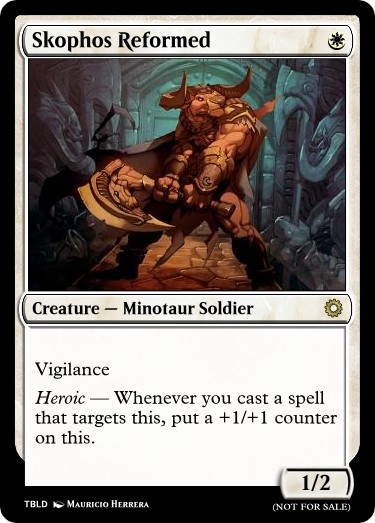 Skophos Reformed
Creature — Minotaur Soldier
Vigilance
Heroic — Whenever you cast a spell
that targets this, put a +1/+1 counter
on this.
1/2
TBLD Mauricio Herrera
(NOT FOR SALE)